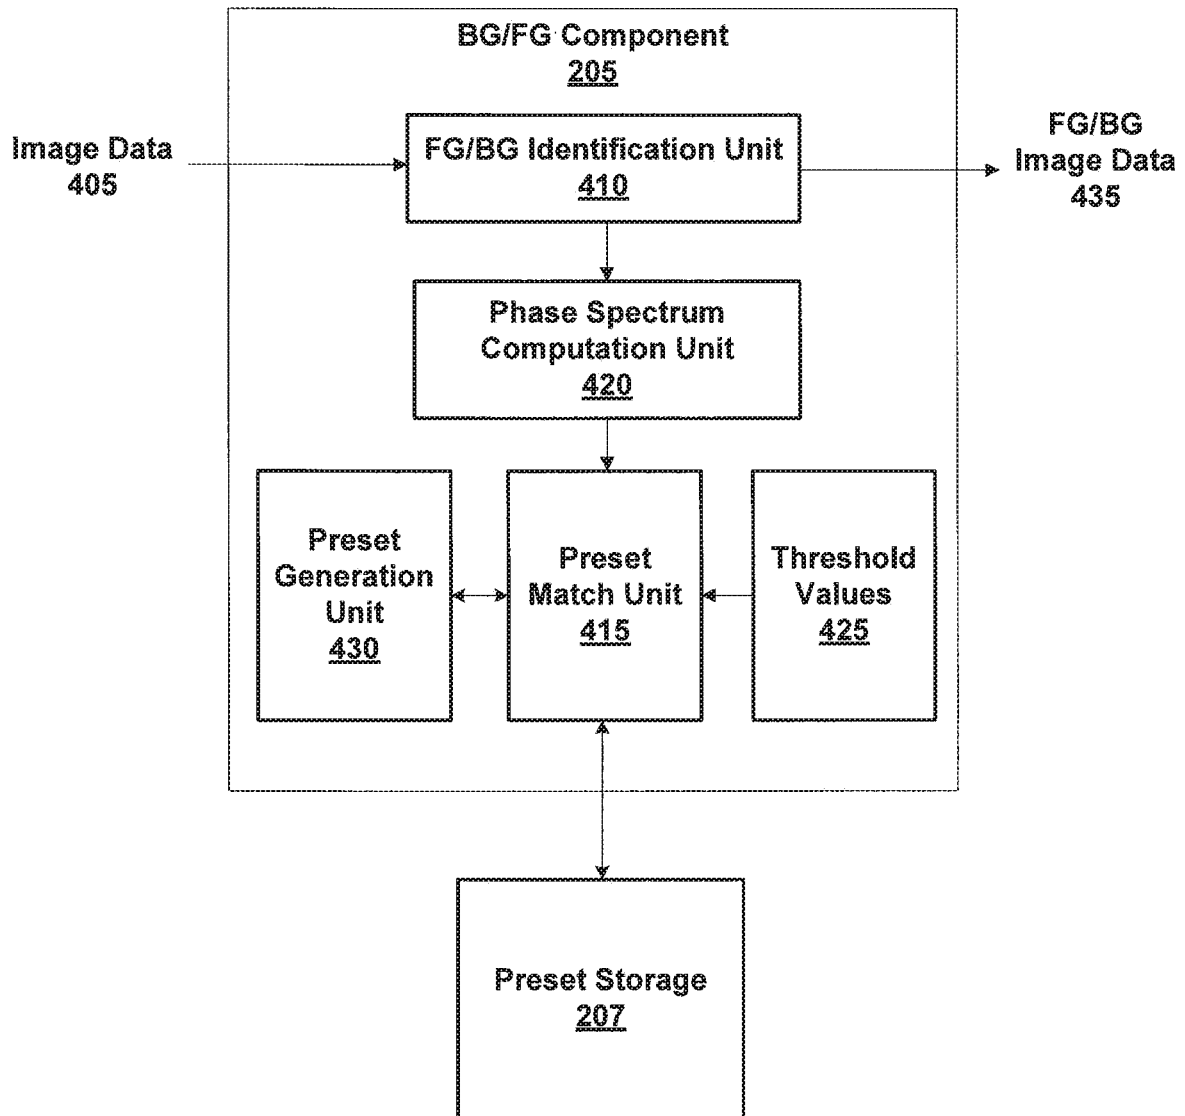 BG/FG Component
205
Image Data
405
FG/BG Identification Unit
410
FG/BG
Image Data
435
Phase Spectrum
Computation Unit
420
Preset
Generation
Unit
430
Preset
Match Unit
415
Threshold
Values
425
Preset Storage
207